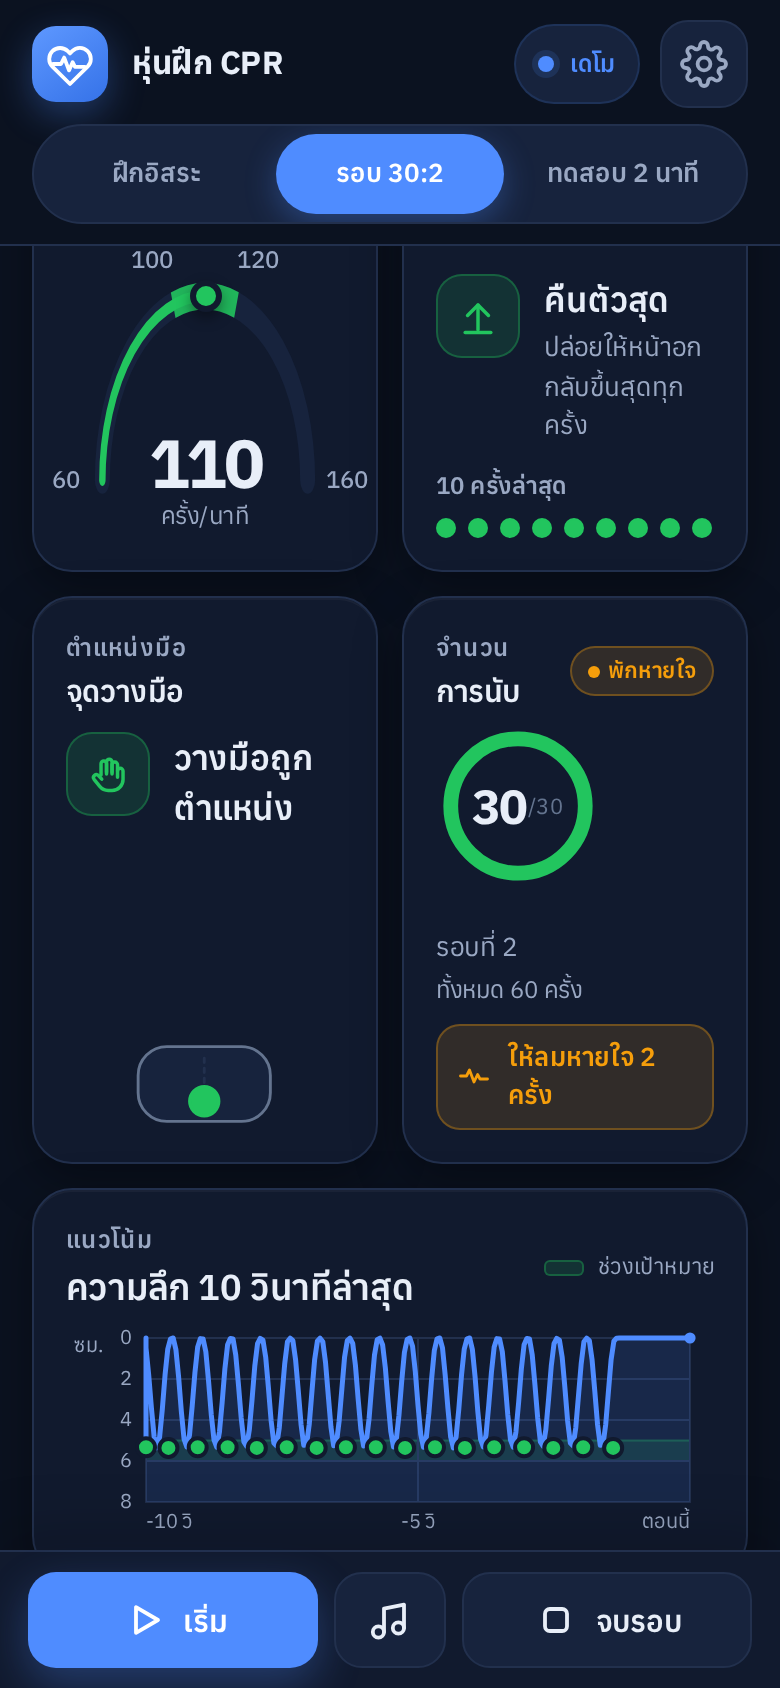 หุ่นฝึก CPR
เดโม
ฝึกอิสระ
รอบ 30:2
ทดสอบ 2 นาที
100
120
60
110
160
ครั้ง/นาที
คืนตัวสุด
ปล่อยให้หน้าอก
กลับขึ้นสุดทุก
ครั้ง
10 ครั้งล่าสุด
ตำแหน่งมือ
จุดวางมือ
วางมือถูก
ตำแหน่ง
จำนวน
การนับ
พักหายใจ
30/30
รอบที่ 2
ทั้งหมด 60 ครั้ง
ให้ลมหายใจ 2
ครั้ง
แนวโน้ม
ความลึก 10 วินาทีล่าสุด
ช่วงเป้าหมาย
ซม.
0
2
4
6
8
-10 วิ
-5 วิ
ตอนนี้
เริ่ม
จบรอบ